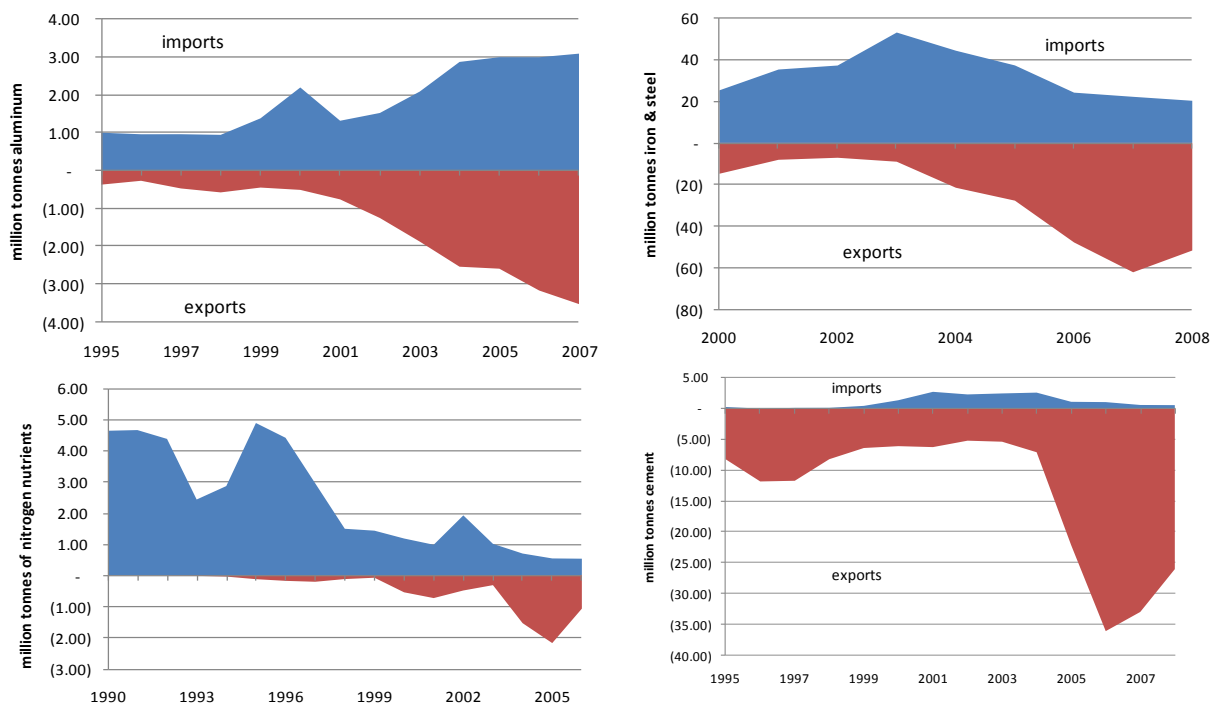 4.00
3.00
2.00
1.00
-
(1.00)
(2.00)
(3.00)
(4.00)
million tonnes aluminum
imports
exports
1995 1997 1999 2001 2003 2005 2007
60
40
20
-
(20)
(40)
(60)
(80)
million tonnes iron & steel
imports
exports
2000 2002 2004 2006 2008
6.00
5.00
4.00
3.00
2.00
1.00
-
(1.00)
(2.00)
(3.00)
million tonnes of nitrogen nutrients
1990 1993 1996 1999 2002 2005
5.00
-
(5.00)
(10.00)
(15.00)
(20.00)
(25.00)
(30.00)
(35.00)
(40.00)
million tonnes cement
imports
exports
1995 1997 1999 2001 2003 2005 2007